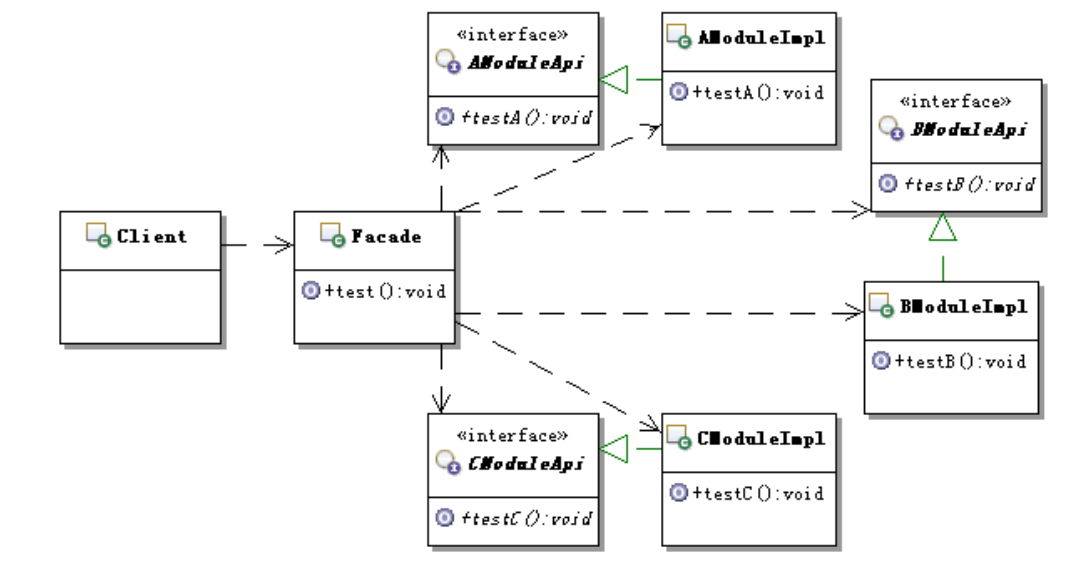 «interface»
AModuleApi
+testA():void
AModuleImpl
+testA():void
«interface»
BModuleApi
+testB():void
Client
Facade
+test():void
BModuleImpl
+testB():void
«interface»
CModuleApi
+testC():void
CModuleImpl
+testC():void